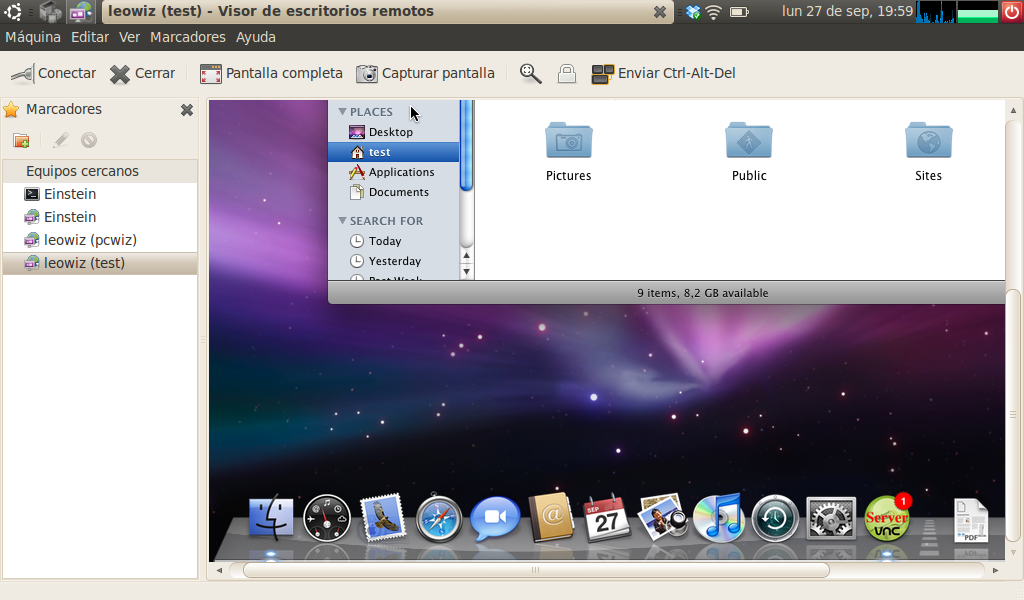 leowiz (test) - Visor de escritorios remotos
lun 27 de sep, 19:59
Máquina Editar Ver Marcadores Ayuda
Conectar Cerrar Pantalla completa Capturar pantalla Enviar Ctrl-Alt-Del
Marcadores
Equipos cercanos
Einstein
Einstein
leowiz (pcwiz)
leowiz (test)
PLACES
Desktop
test
Applications
Documents
SEARCH FOR
Today
Yesterday
Past Week
Pictures Public Sites
9 items, 8,2 GB available
SEP
27
1
Server
VNC
PDF